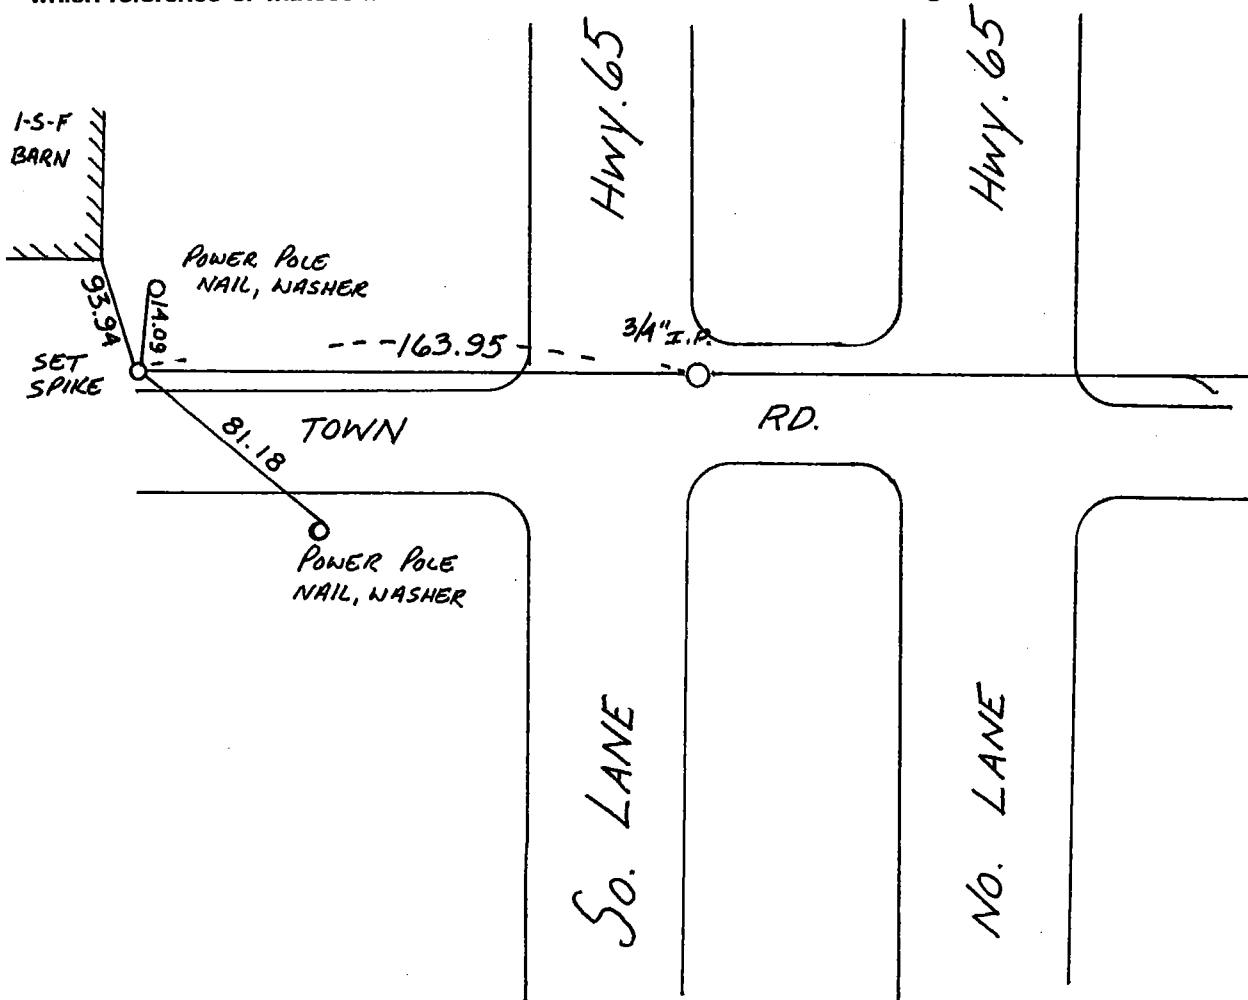 Hwy. 65
Hwy. 65
1-S-F
BARN
POWER POLE
NAIL, WASHER
93.94
14.09
163.95
3/4" I.P.
SET
SPIKE
TOWN
RD.
81.18
POWER POLE
NAIL, WASHER
So. LANE
No. LANE